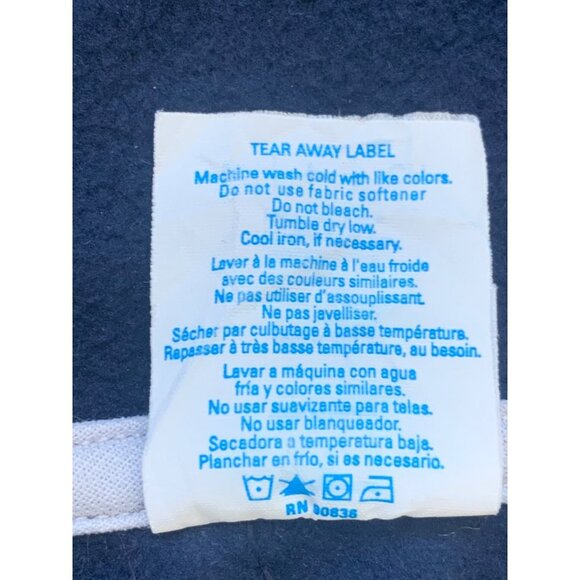 TEAR AWAY LABEL
Machine wash cold with like colors.
Do not use fabric softener
Do not bleach.
Tumble dry low.
Cool iron, if necessary.
Laver à la machine à l'eau froide
avec des couleurs similaires.
Ne pas utiliser d'assouplissant.
Ne pas javelliser.
Sécher par culbutage à basse température.
Repasser à très basse température, au besoin.
Lavar a máquina con agua
fría y colores similares.
No usar suavizante para telas.
No usar blanqueador.
Secadora a temperatura baja.
Planchar en frío, si es necesario.
RN